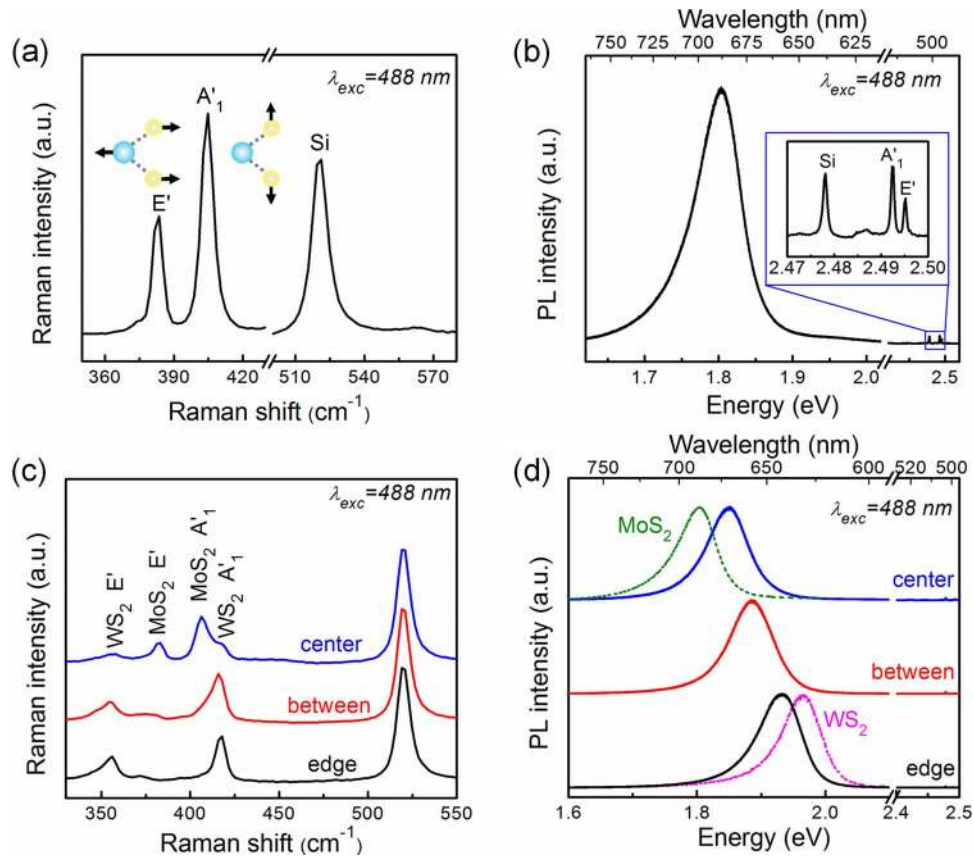 (a)
λexc=488 nm
A'1
Si
E'
Raman intensity (a.u.)
350 390 420 510 540 570
Raman shift (cm-1)
(b)
Wavelength (nm)
750 725 700 675 650 625 500
λexc=488 nm
PL intensity (a.u.)
Si
A'1
E'
2.47 2.48 2.49 2.50
1.7 1.8 1.9 2.0 2.5
Energy (eV)
(c)
λexc=488 nm
WS2 E'
MoS2 E'
MoS2 A'1
WS2 A'1
center
between
edge
Raman intensity (a.u.)
350 400 450 500 550
Raman shift (cm-1)
(d)
Wavelength (nm)
750 700 650 600 520 500
λexc=488 nm
MoS2
center
between
WS2
edge
PL intensity (a.u.)
1.6 1.8 2.0 2.4 2.5
Energy (eV)